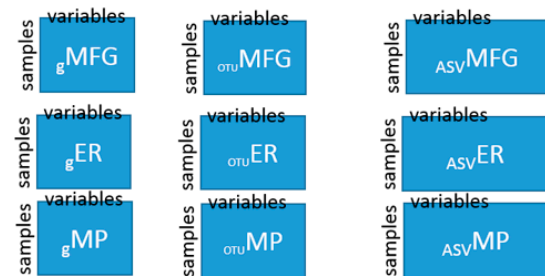 variables variables variables
samples gMFG samples OTUMFG samples ASVMFG
variables variables variables
samples gER samples OTUER samples ASVER
variables variables variables
samples gMP samples OTUMP samples ASVMP